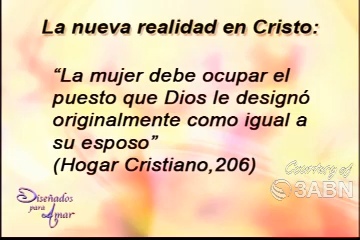 La nueva realidad en Cristo:
“La mujer debe ocupar el
puesto que Dios le designó
originalmente como igual a
su esposo”
(Hogar Cristiano,206)
Courtesy of
3ABN
Diseñados
para
Amar